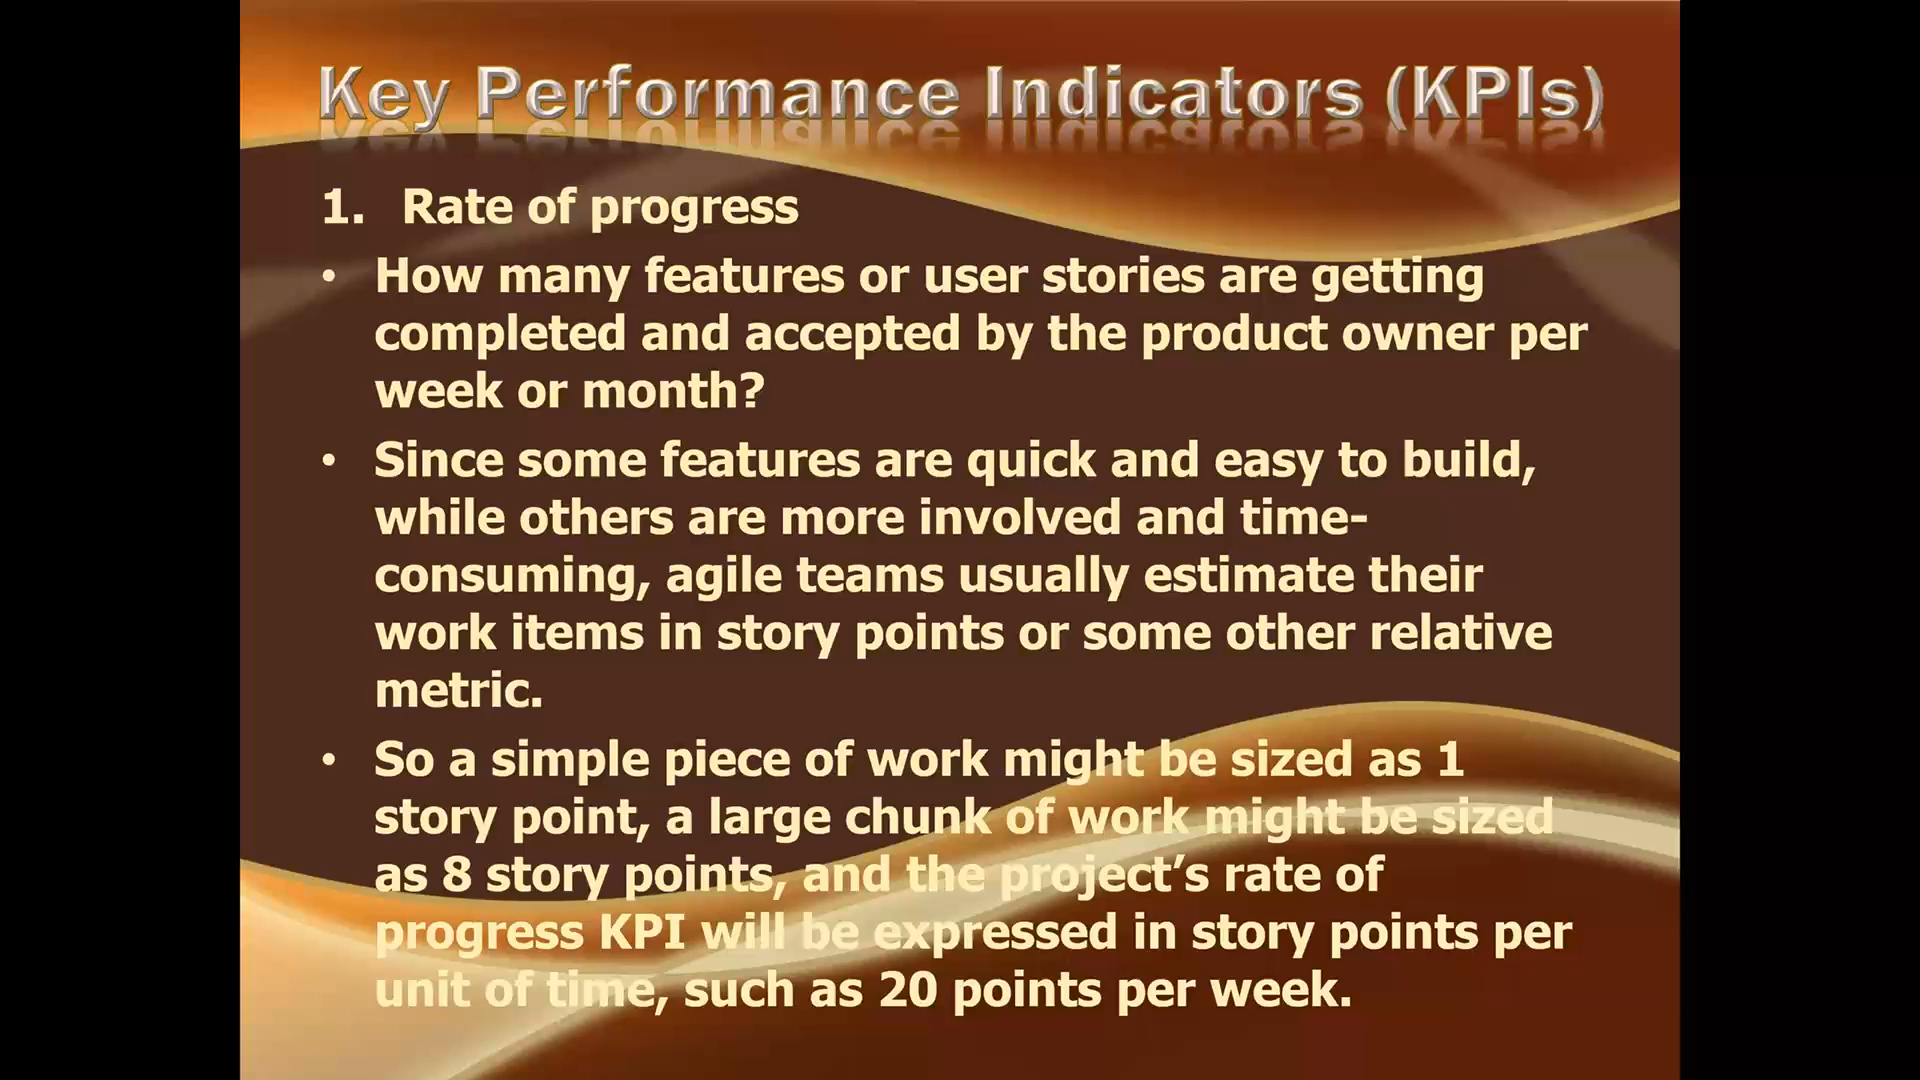 Key Performance Indicators (KPIs)
1. Rate of progress
• How many features or user stories are getting
completed and accepted by the product owner per
week or month?
• Since some features are quick and easy to build,
while others are more involved and time-
consuming, agile teams usually estimate their
work items in story points or some other relative
metric.
• So a simple piece of work might be sized as 1
story point, a large chunk of work might be sized
as 8 story points, and the project’s rate of
progress KPI will be expressed in story points per
unit of time, such as 20 points per week.